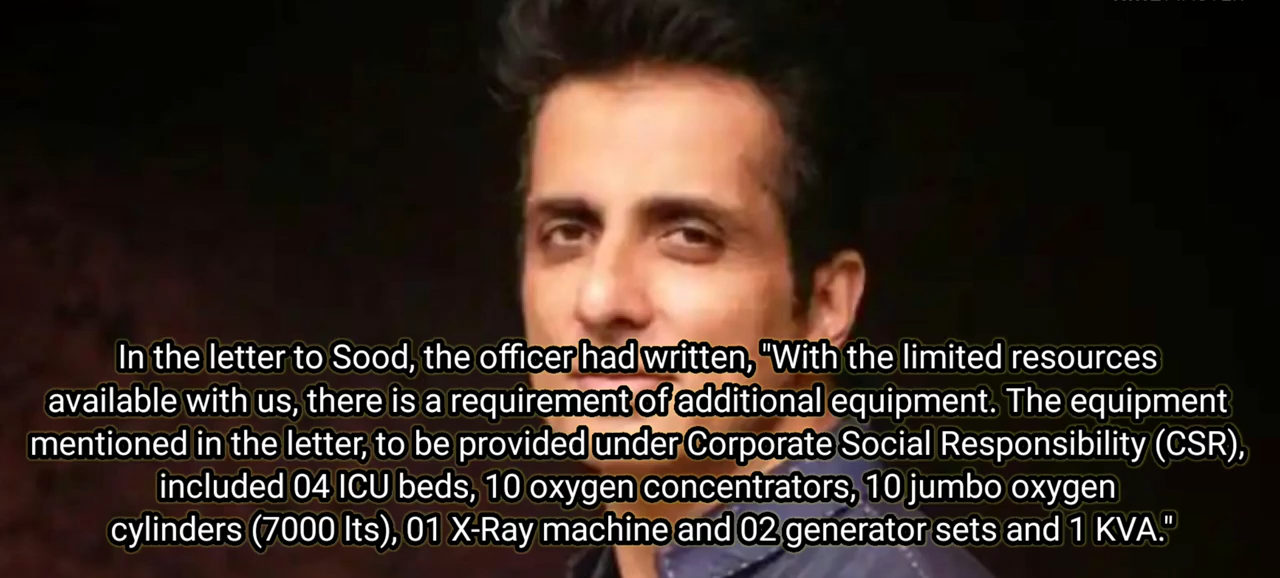 In the letter to Sood, the officer had written, "With the limited resources
available with us, there is a requirement of additional equipment. The equipment
mentioned in the letter, to be provided under Corporate Social Responsibility (CSR),
included 04 ICU beds, 10 oxygen concentrators, 10 jumbo oxygen
cylinders (7000 lts), 01 X-Ray machine and 02 generator sets and 1 KVA."